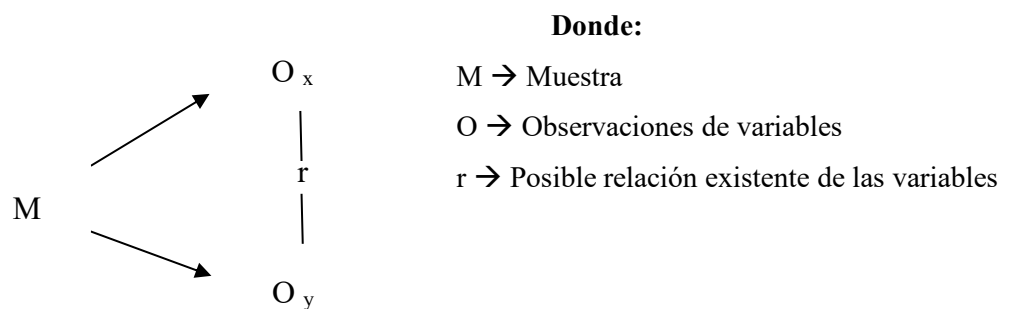 Donde:
O x
M → Muestra
O → Observaciones de variables
r
r → Posible relación existente de las variables
M
O y